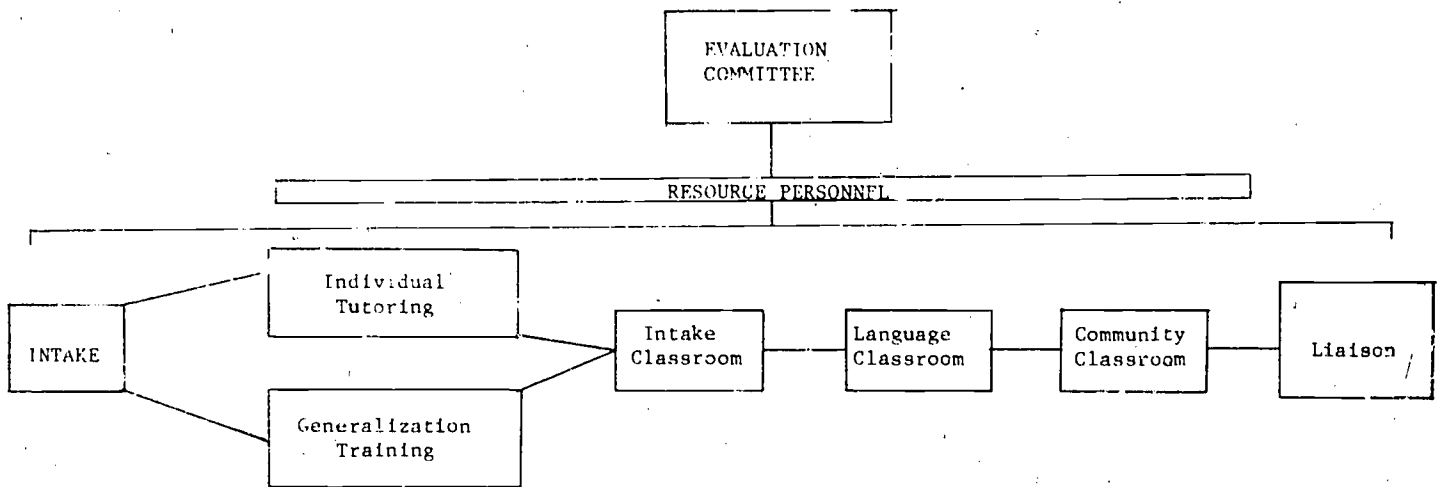 EVALUATION
COMMITTEE
RESOURCE PERSONNEL
INTAKE
Individual
Tutoring
Generalization
Training
Intake
Classroom
Language
Classroom
Community
Classroom
Liaison